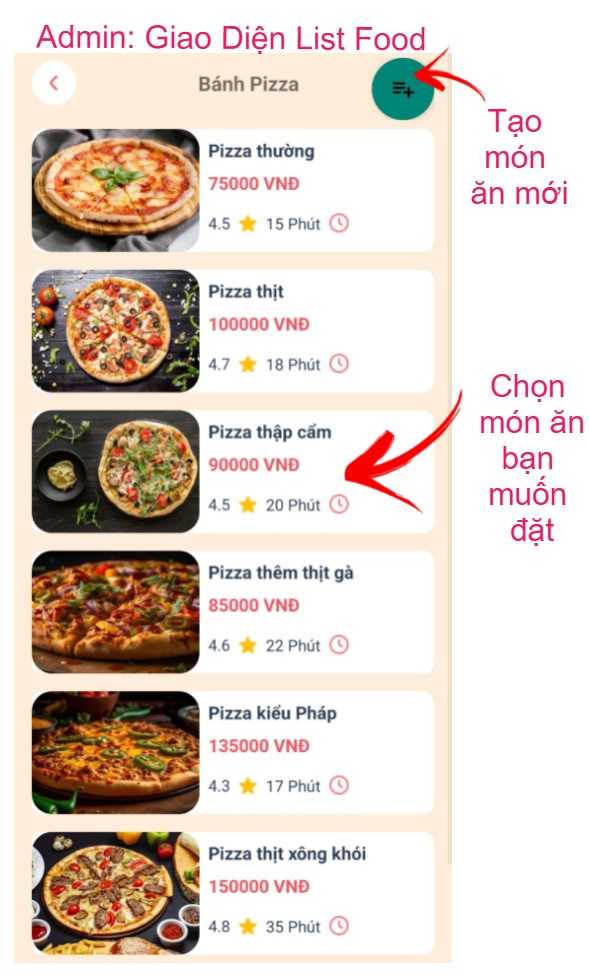 Admin: Giao Diện List Food
Bánh Pizza
Tạo
món
ăn mới
Pizza thường
75000 VNĐ
4.5 15 Phút
Pizza thịt
100000 VNĐ
4.7 18 Phút
Pizza thập cẩm
90000 VNĐ
4.5 20 Phút
Chọn
món ăn
bạn
muốn
đặt
Pizza thêm thịt gà
85000 VNĐ
4.6 22 Phút
Pizza kiểu Pháp
135000 VNĐ
4.3 17 Phút
Pizza thịt xông khói
150000 VNĐ
4.8 35 Phút